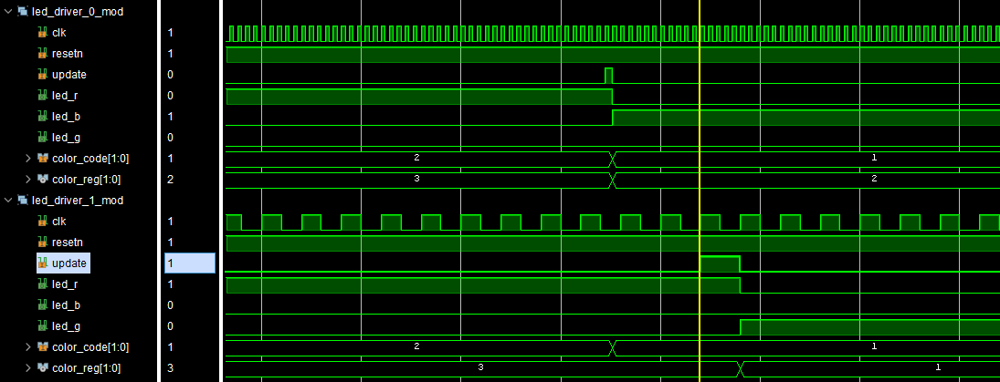 led_driver_0_mod
clk 1
resetn 1
update 0
led_r 0
led_b 1
led_g 0
color_code[1:0] 1 2 1
color_reg[1:0] 2 3 2
led_driver_1_mod
clk 1
resetn 1
update 1
led_r 1
led_b 0
led_g 0
color_code[1:0] 1 2 1
color_reg[1:0] 3 3 1